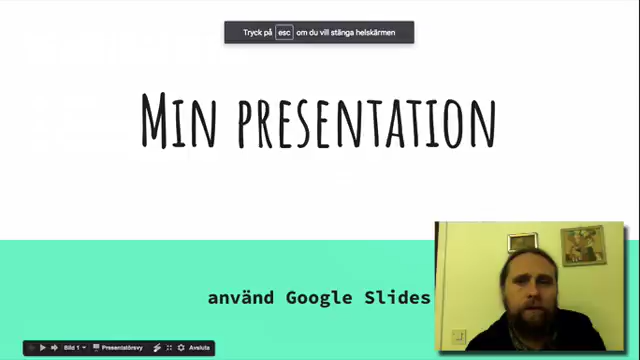 Tryck på esc om du vill stänga helskärmen
MIN PRESENTATION
använd Google Slides
Bild 1 Presentatörsvy Avsluta